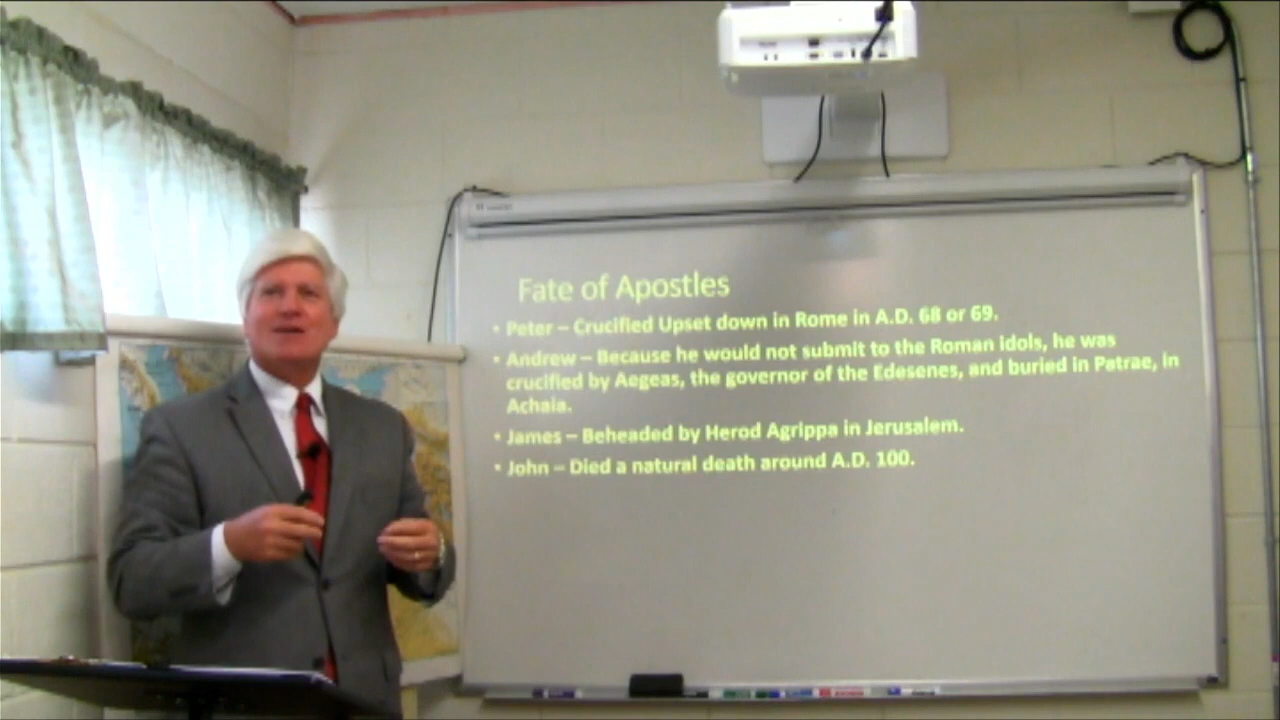 Fate of Apostles
• Peter – Crucified Upset down in Rome in A.D. 68 or 69.
• Andrew – Because he would not submit to the Roman idols, he was
crucified by Aegeas, the governor of the Edesenes, and buried in Patrae, in
Achaia.
• James – Beheaded by Herod Agrippa in Jerusalem.
• John – Died a natural death around A.D. 100.